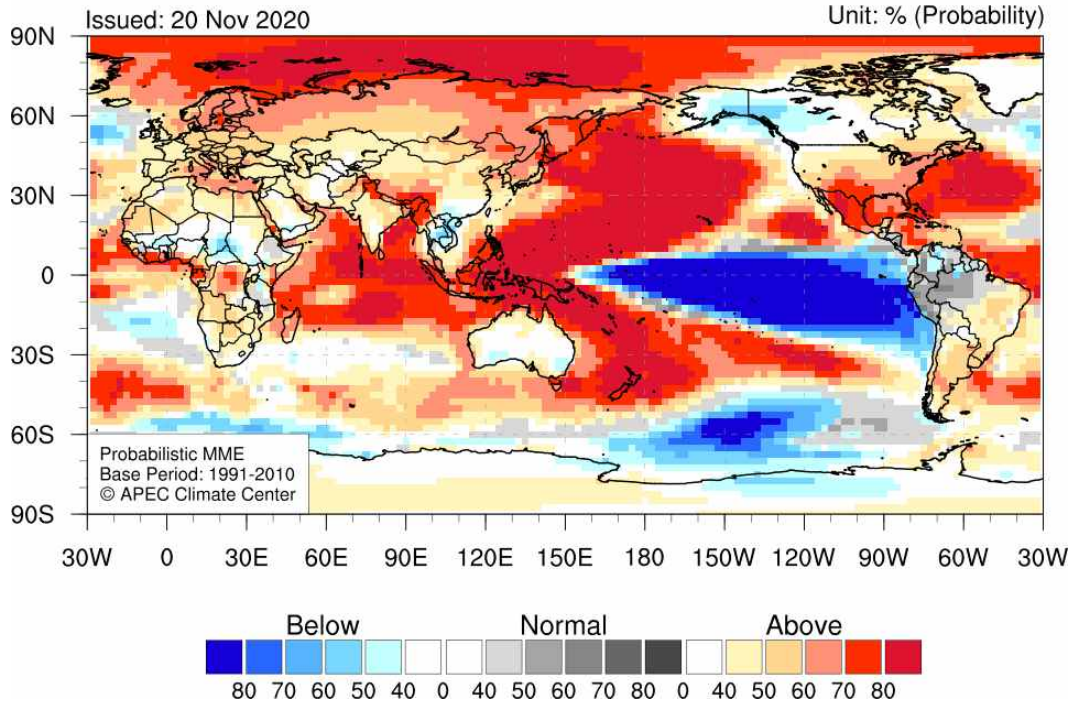 Issued: 20 Nov 2020 Unit: % (Probability)
90N
60N
30N
0
30S
60S
90S
Probabilistic MME
Base Period: 1991-2010
© APEC Climate Center
30W 0 30E 60E 90E 120E 150E 180 150W 120W 90W 60W 30W
Below Normal Above
80 70 60 50 40 0 40 50 60 70 80 0 40 50 60 70 80